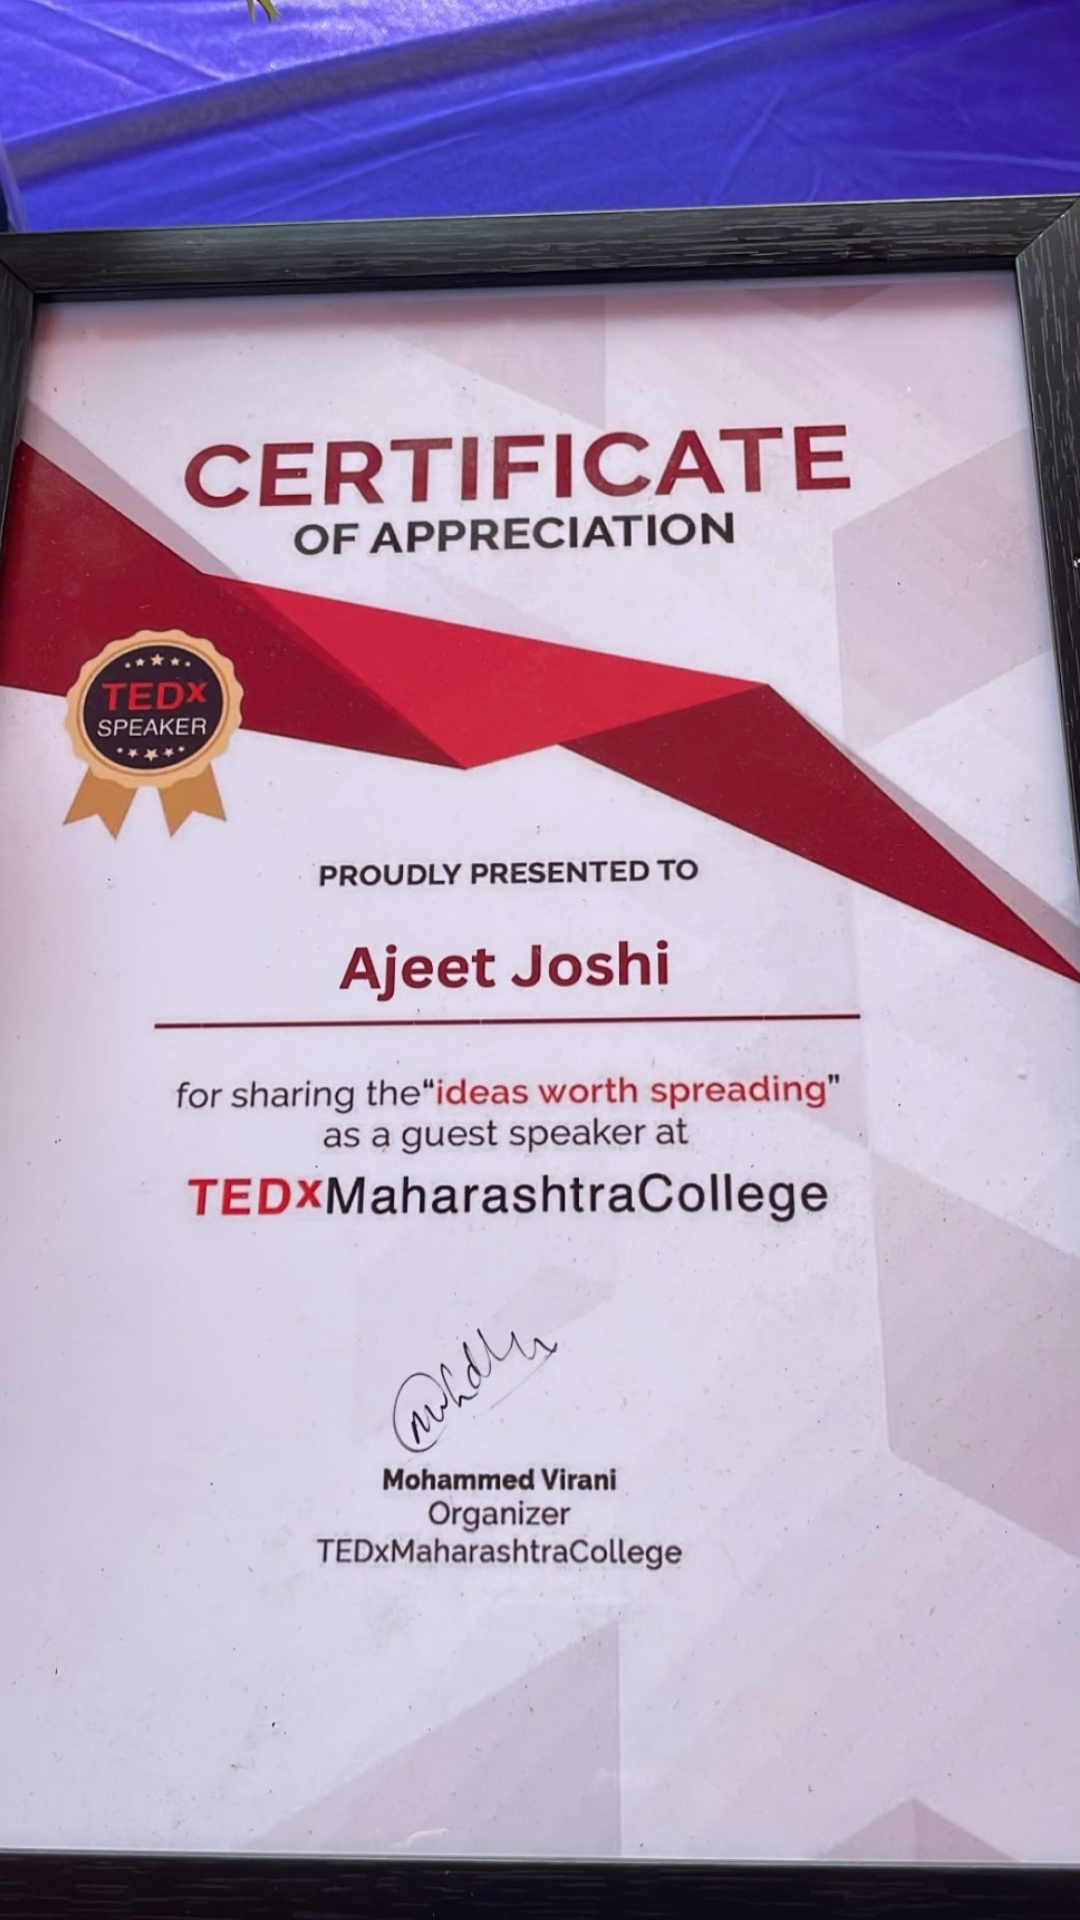 CERTIFICATE
OF APPRECIATION
TEDx
SPEAKER
PROUDLY PRESENTED TO
Ajeet Joshi
for sharing the“ideas worth spreading”
as a guest speaker at
TEDxMaharashtraCollege
Mohammed Virani
Organizer
TEDxMaharashtraCollege